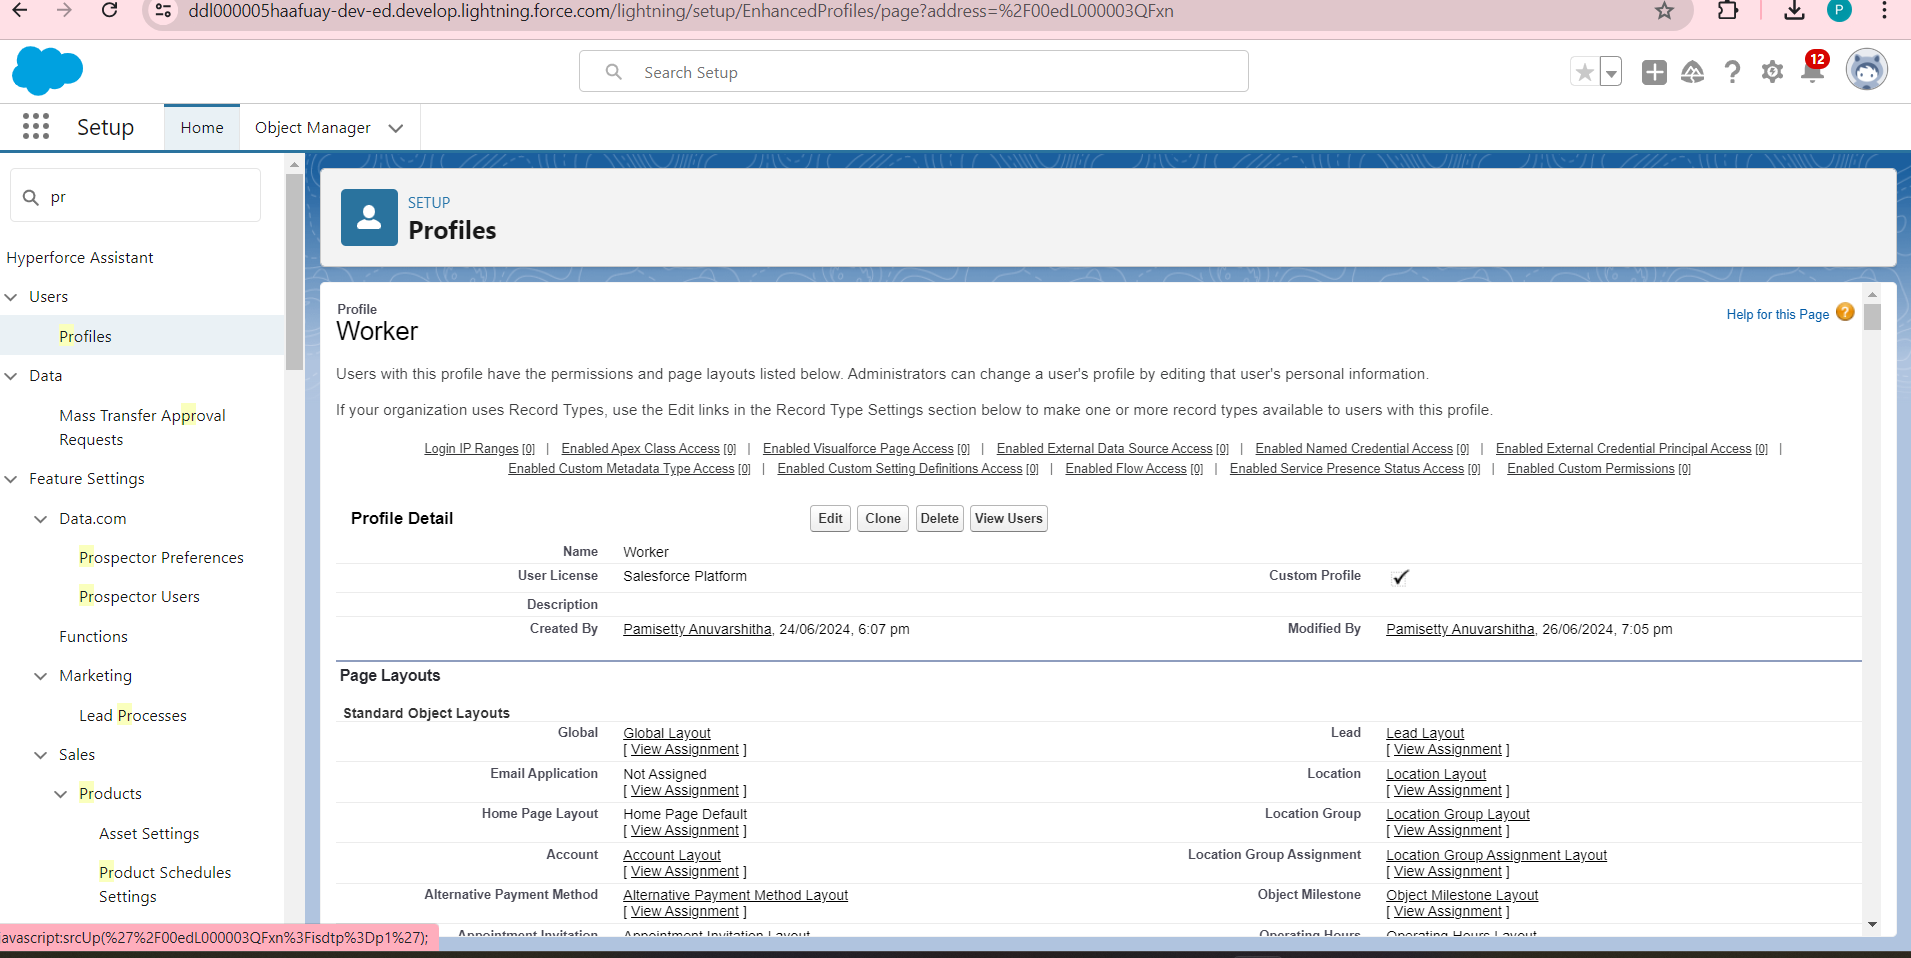 ddl000005haafuay-dev-ed.develop.lightning.force.com/lightning/setup/EnhancedProfiles/page?address=%2F00edL000003QFxn
P
Search Setup
12
Setup
Home
Object Manager
pr
Hyperforce Assistant
Users
Profiles
Data
Mass Transfer Approval
Requests
Feature Settings
Data.com
Prospector Preferences
Prospector Users
Functions
Marketing
Lead Processes
Sales
Products
Asset Settings
Product Schedules
Settings
javascript:srcUp(%27%2F00edL000003QFxn%3Fisdtp%3Dp1%27);
SETUP
Profiles
Profile
Worker
Help for this Page ?
Users with this profile have the permissions and page layouts listed below. Administrators can change a user's profile by editing that user's personal information.
If your organization uses Record Types, use the Edit links in the Record Type Settings section below to make one or more record types available to users with this profile.
Login IP Ranges [0] | Enabled Apex Class Access [0] | Enabled Visualforce Page Access [0] | Enabled External Data Source Access [0] | Enabled Named Credential Access [0] | Enabled External Credential Principal Access [0] |
Enabled Custom Metadata Type Access [0] | Enabled Custom Setting Definitions Access [0] | Enabled Flow Access [0] | Enabled Service Presence Status Access [0] | Enabled Custom Permissions [0]
Profile Detail
Edit Clone Delete View Users
Name Worker
User License Salesforce Platform Custom Profile
Description
Created By Pamisetty Anuvarshitha, 24/06/2024, 6:07 pm Modified By Pamisetty Anuvarshitha, 26/06/2024, 7:05 pm
Page Layouts
Standard Object Layouts
Global Global Layout Lead Lead Layout
[ View Assignment ] [ View Assignment ]
Email Application Not Assigned Location Location Layout
[ View Assignment ] [ View Assignment ]
Home Page Layout Home Page Default Location Group Location Group Layout
[ View Assignment ] [ View Assignment ]
Account Account Layout Location Group Assignment Location Group Assignment Layout
[ View Assignment ] [ View Assignment ]
Alternative Payment Method Alternative Payment Method Layout Object Milestone Object Milestone Layout
[ View Assignment ] [ View Assignment ]
Appointment Invitation Appointment Invitation Layout Operating Hours Operating Hours Layout